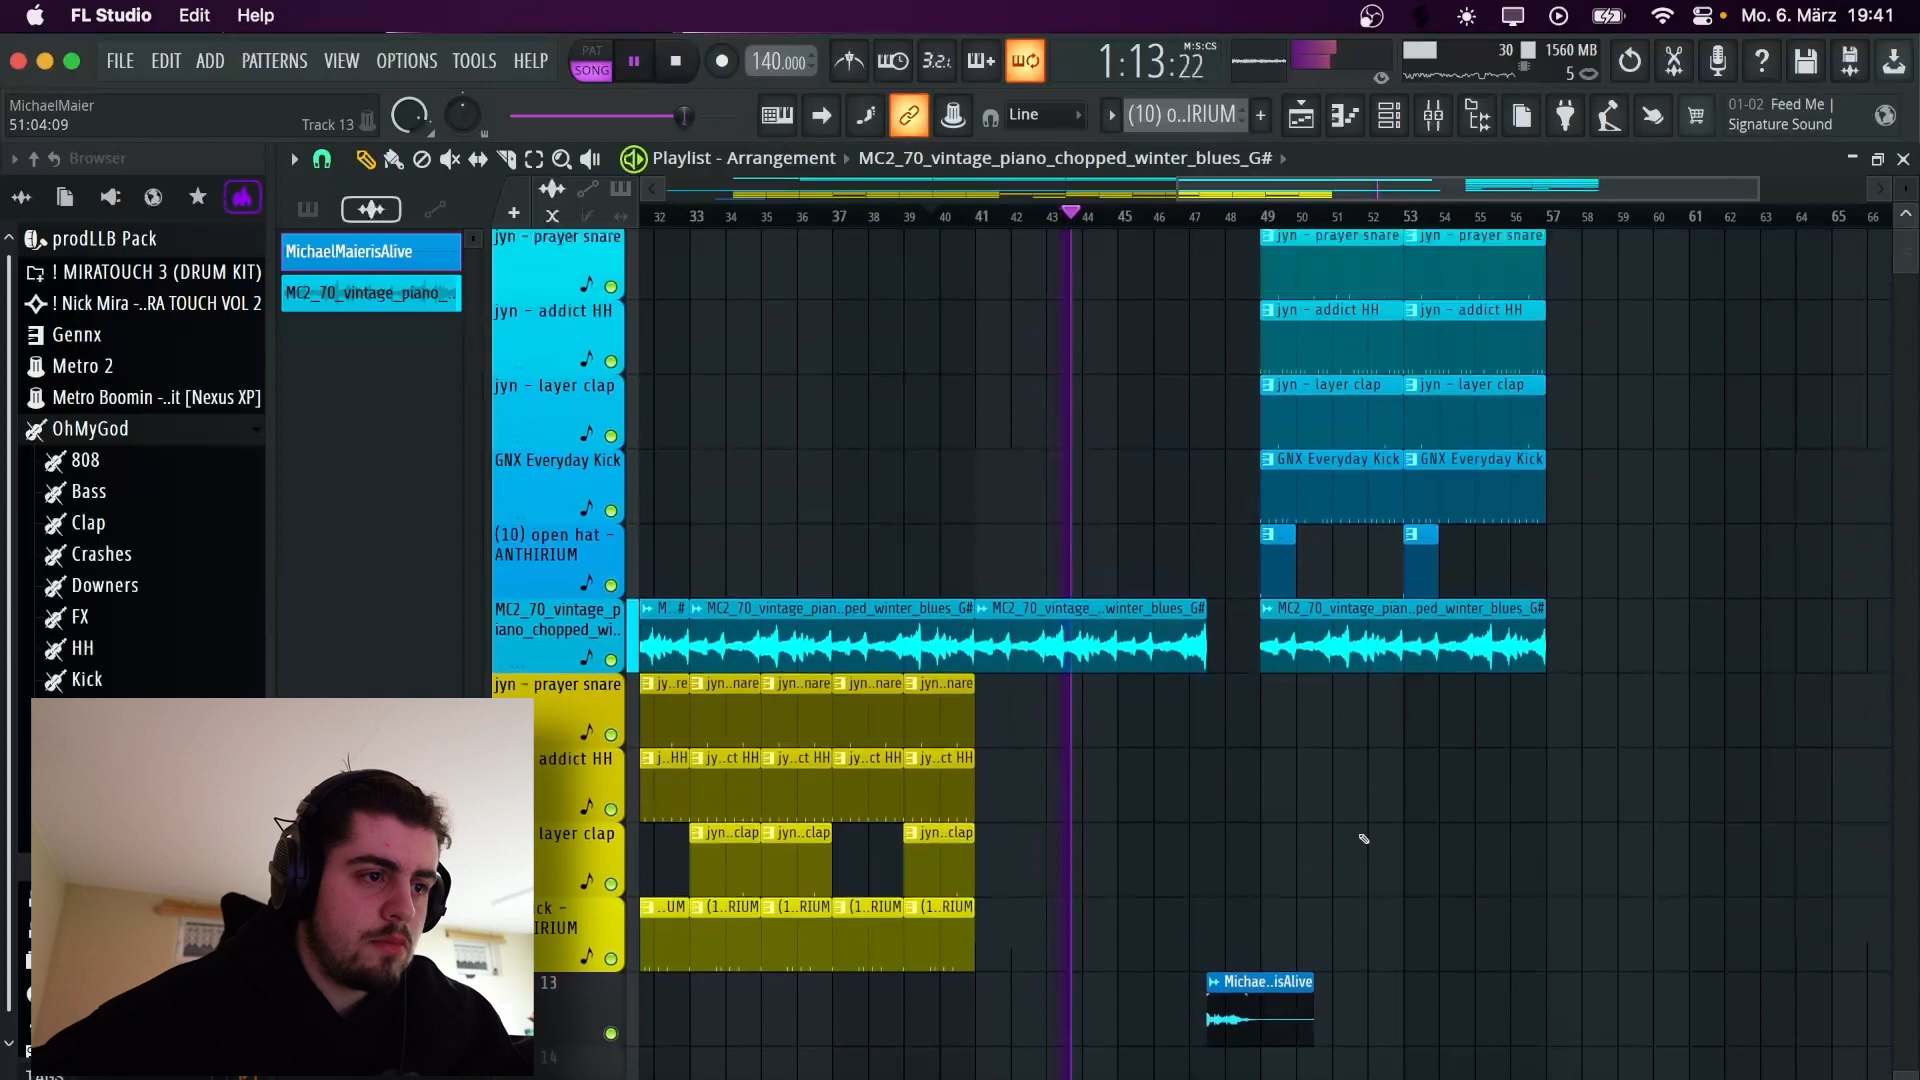 FL Studio Edit Help Mo. 6. März 19:41
FILE EDIT ADD PATTERNS VIEW OPTIONS TOOLS HELP PAT SONG 140.000 3.2. 1:13:22 M:S:CS 30 1560 MB 5
MichaelMaier
51:04:09 Track 13 Line (10) o..IRIUM + 01-02 Feed Me |
Signature Sound
Browser Playlist - Arrangement MC2_70_vintage_piano_chopped_winter_blues_G#
32 33 34 35 36 37 38 39 40 41 42 43 44 45 46 47 48 49 50 51 52 53 54 55 56 57 58 59 60 61 62 63 64 65 66
prodLLB Pack
! MIRATOUCH 3 (DRUM KIT)
! Nick Mira -..RA TOUCH VOL 2
Gennx
Metro 2
Metro Boomin -..it [Nexus XP]
OhMyGod
808
Bass
Clap
Crashes
Downers
FX
HH
Kick
MichaelMaierisAlive
MC2_70_vintage_piano_..
jyn - prayer snare jyn - prayer snare jyn - prayer snare
jyn - addict HH jyn - addict HH jyn - addict HH
jyn - layer clap jyn - layer clap jyn - layer clap
GNX Everyday Kick GNX Everyday Kick GNX Everyday Kick
(10) open hat -
ANTHIRIUM
MC2_70_vintage_p
iano_chopped_wi..
M..# MC2_70_vintage_pian..ped_winter_blues_G# MC2_70_vintage_..winter_blues_G# MC2_70_vintage_pian..ped_winter_blues_G#
jyn - prayer snare jy..re jyn..nare jyn..nare jyn..nare jyn..nare
addict HH j..HH jy..ct HH jy..ct HH jy..ct HH jy..ct HH
layer clap jyn..clap jyn..clap jyn..clap
ck -
IRIUM
..UM (1..RIUM (1..RIUM (1..RIUM (1..RIUM
13 Michae..isAlive
14